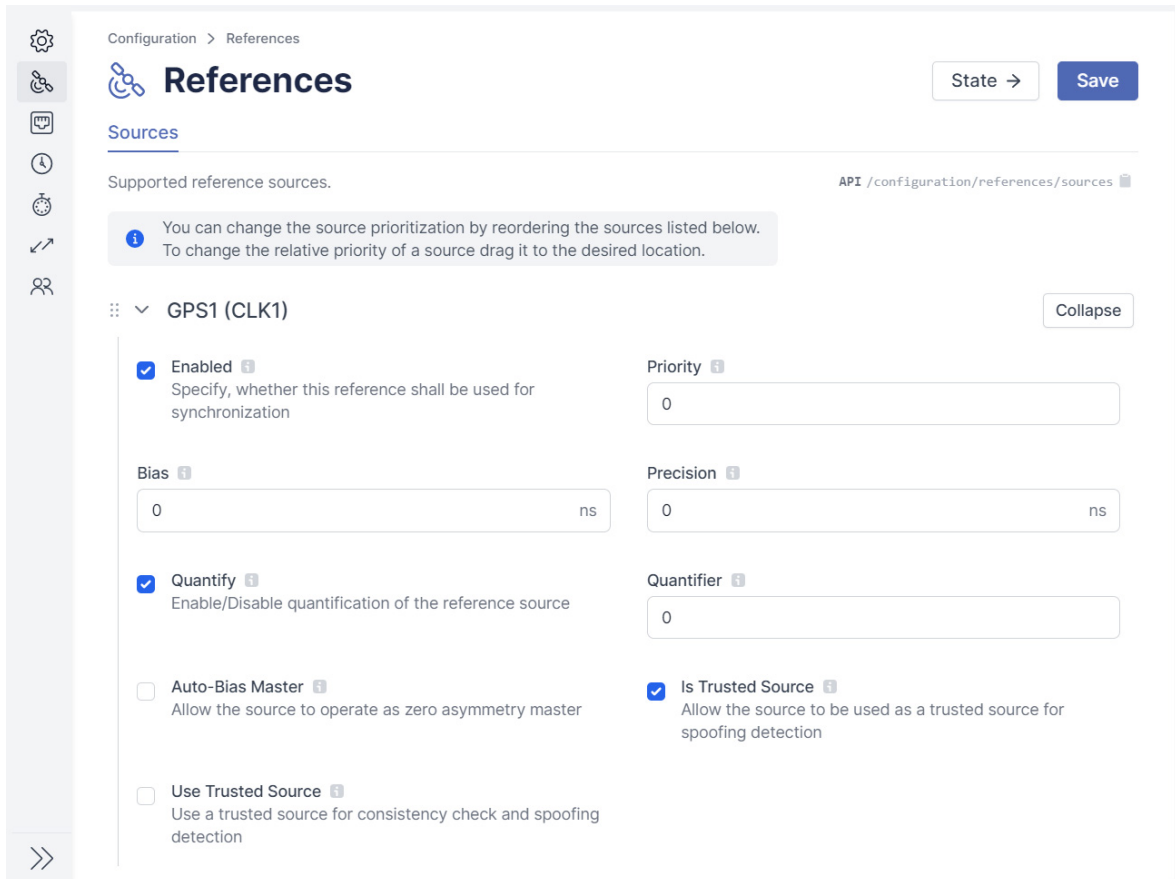 Configuration > References
References
State →
Save
Sources
Supported reference sources.
API /configuration/references/sources
You can change the source prioritization by reordering the sources listed below.
To change the relative priority of a source drag it to the desired location.
GPS1 (CLK1)
Collapse
Enabled
Specify, whether this reference shall be used for
synchronization
Priority
0
Bias
0 ns
Precision
0 ns
Quantify
Enable/Disable quantification of the reference source
Quantifier
0
Auto-Bias Master
Allow the source to operate as zero asymmetry master
Is Trusted Source
Allow the source to be used as a trusted source for
spoofing detection
Use Trusted Source
Use a trusted source for consistency check and spoofing
detection